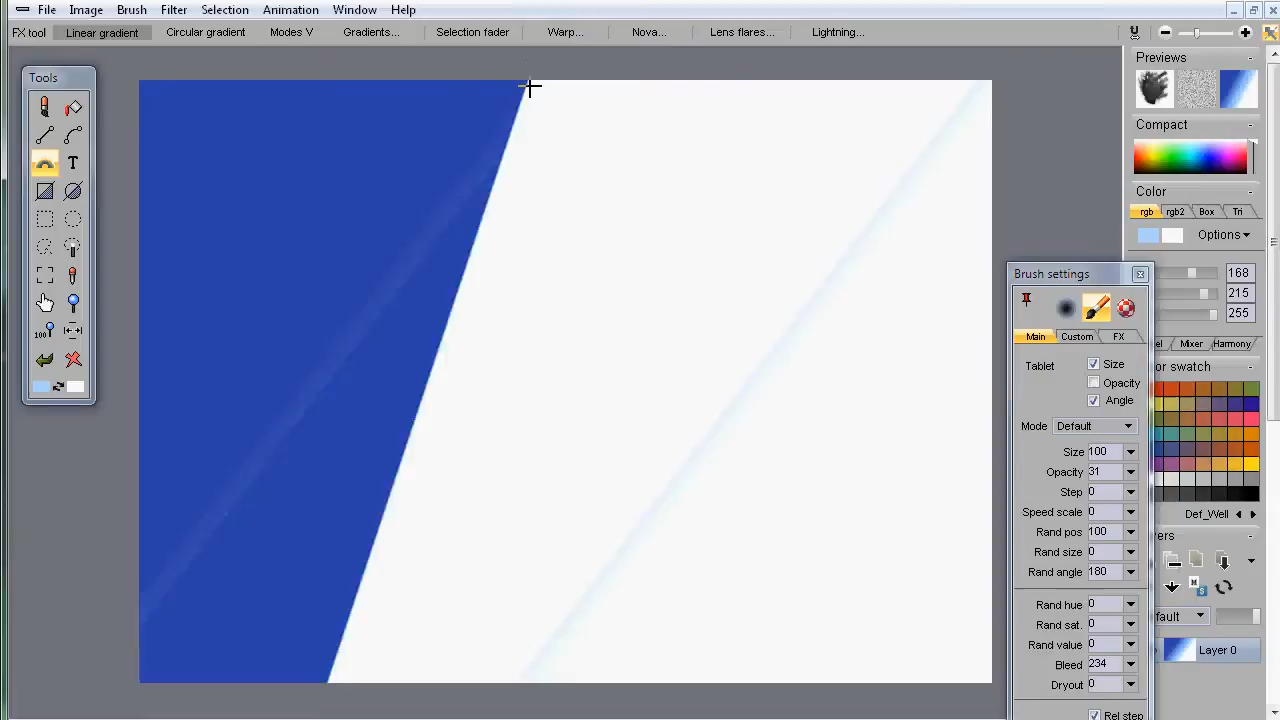 File Image Brush Filter Selection Animation Window Help
FX tool Linear gradient Circular gradient Modes V Gradients... Selection fader Nova... Lens flares... Lightning...
Tools
T
100
Previews
Compact
Color
rgb rgb2 Box Tri
Options
168
215
255
Mixer Harmony
or swatch
Def_Well
ers
M
S
fault
Layer 0
Brush settings
Main Custom FX
Tablet Size
Opacity
Angle
Mode Default
Size 100
Opacity 31
Step 0
Speed scale 0
Rand pos 100
Rand size 0
Rand angle 180
Rand hue 0
Rand sat. 0
Rand value 0
Bleed 234
Dryout 0
Rel step